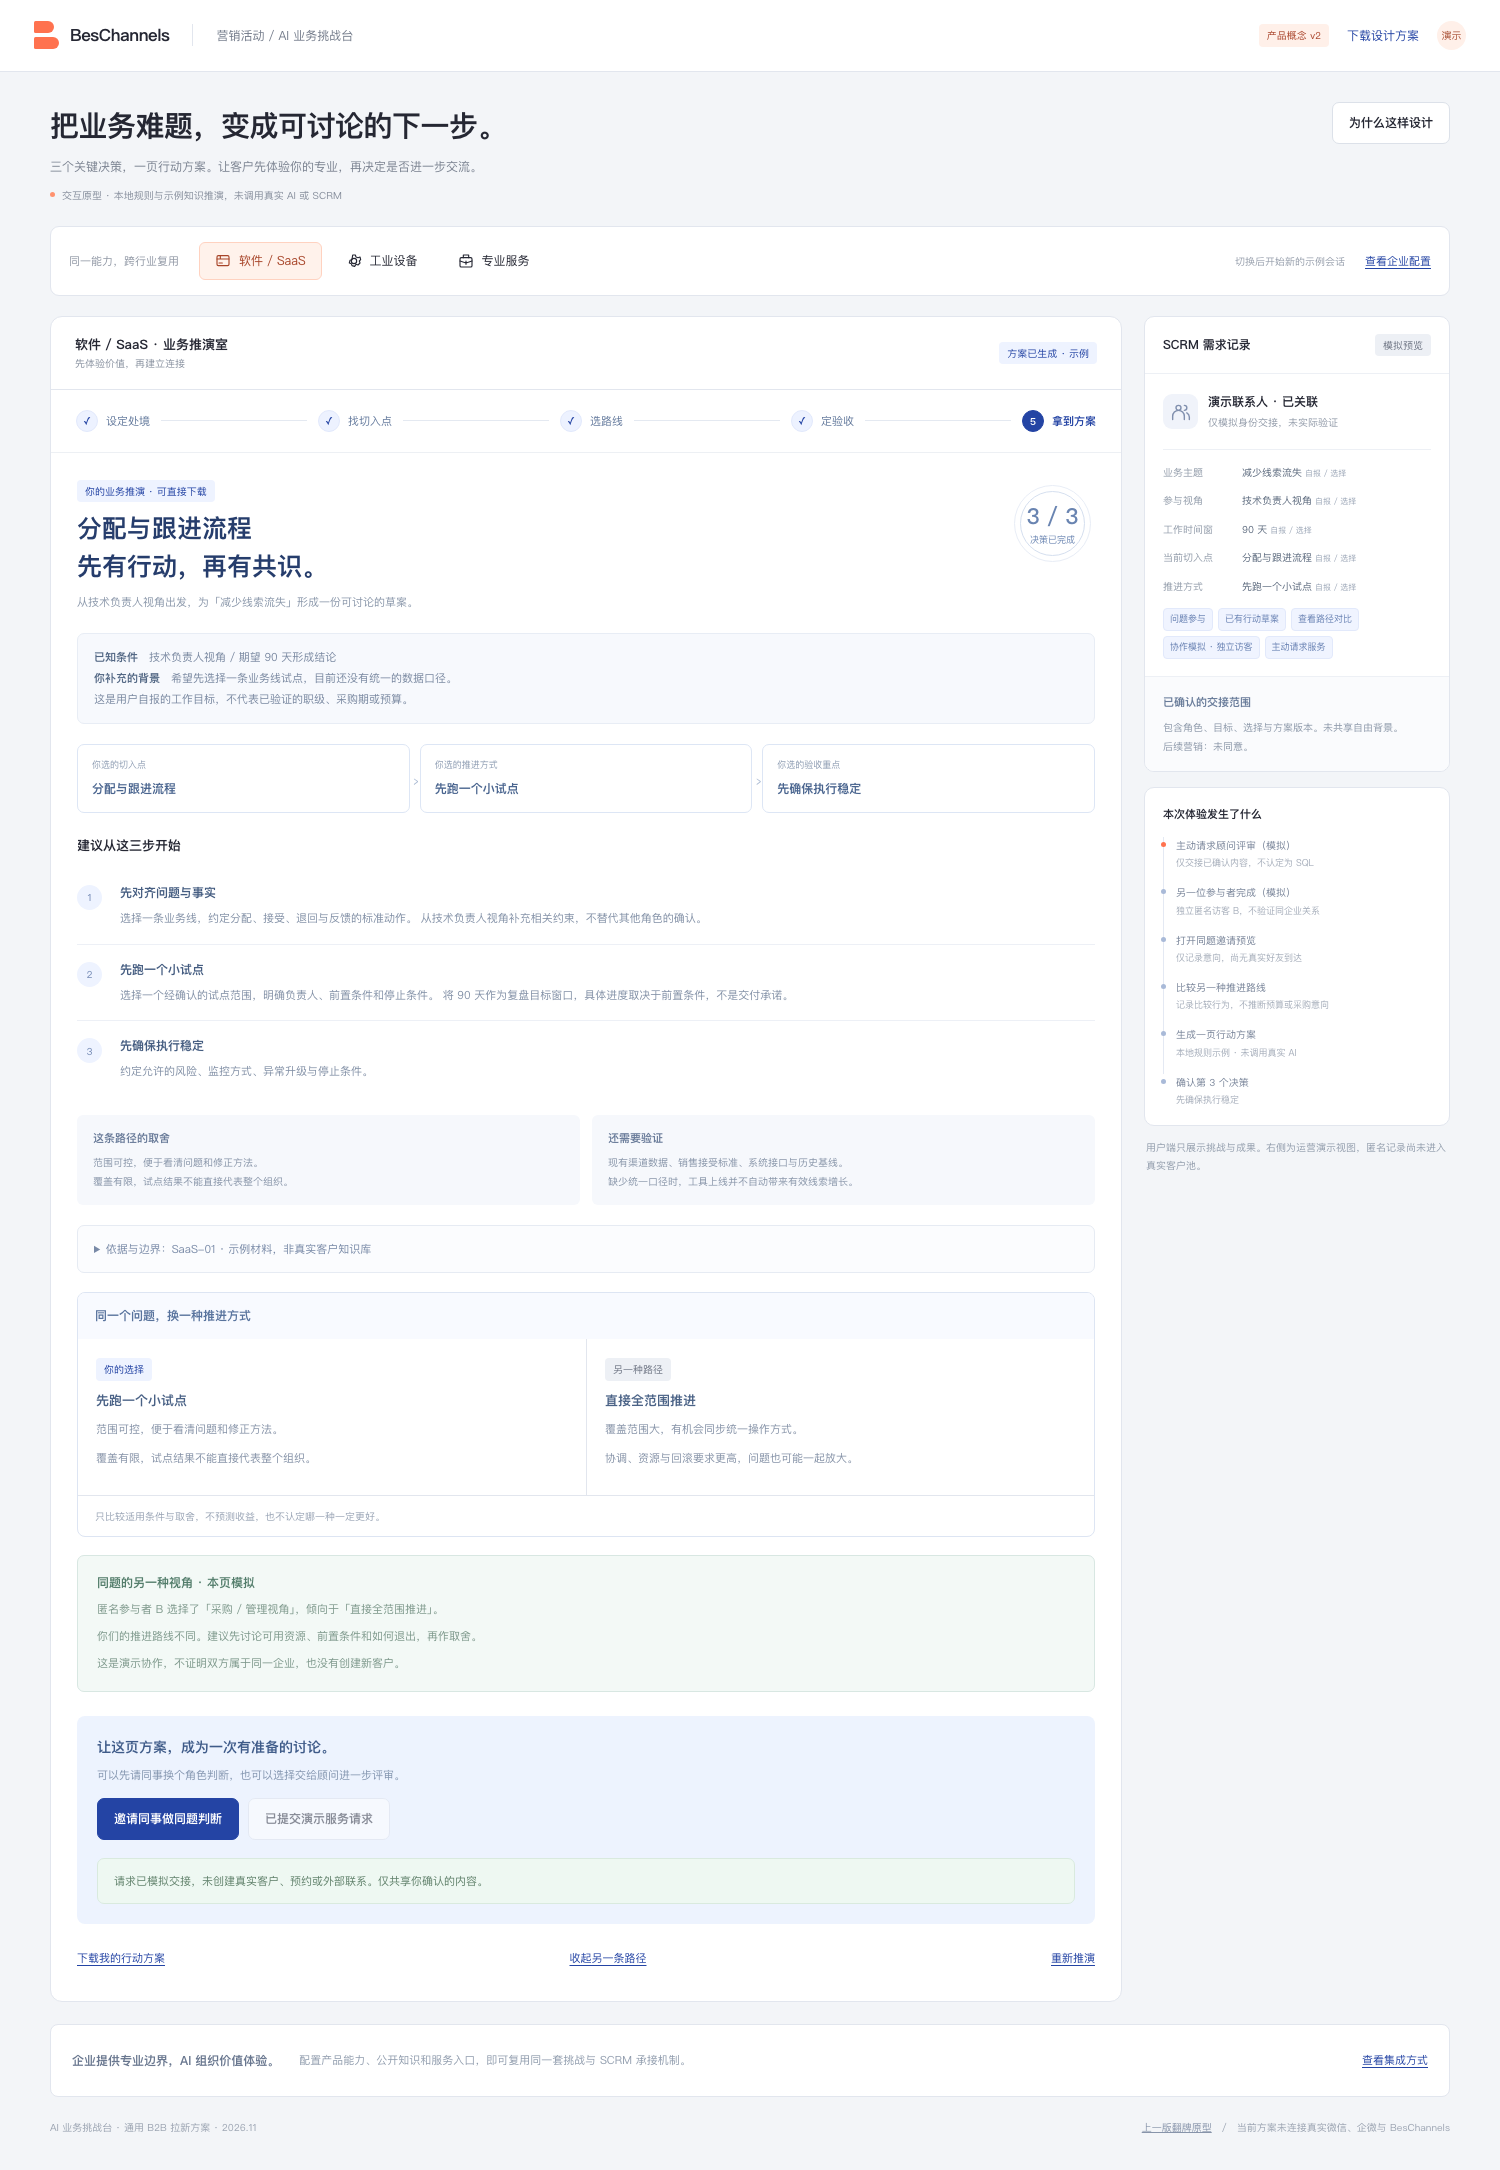 BesChannels
营销活动 / AI 业务挑战台
产品概念 v2
下载设计方案
演示
把业务难题，变成可讨论的下一步。
为什么这样设计
三个关键决策，一页行动方案。让客户先体验你的专业，再决定是否进一步交流。
交互原型 · 本地规则与示例知识推演，未调用真实 AI 或 SCRM
同一能力，跨行业复用
软件 / SaaS
工业设备
专业服务
切换后开始新的示例会话
查看企业配置
软件 / SaaS · 业务推演室
先体验价值，再建立连接
方案已生成 · 示例
✓ 设定处境
✓ 找切入点
✓ 选路线
✓ 定验收
5 拿到方案
你的业务推演 · 可直接下载
分配与跟进流程
先有行动，再有共识。
3 / 3
决策已完成
从技术负责人视角出发，为「减少线索流失」形成一份可讨论的草案。
已知条件 技术负责人视角 / 期望 90 天形成结论
你补充的背景 希望先选择一条业务线试点，目前还没有统一的数据口径。
这是用户自报的工作目标，不代表已验证的职级、采购期或预算。
你选的切入点
分配与跟进流程
›
你选的推进方式
先跑一个小试点
›
你选的验收重点
先确保执行稳定
建议从这三步开始
1
先对齐问题与事实
选择一条业务线，约定分配、接受、退回与反馈的标准动作。 从技术负责人视角补充相关约束，不替代其他角色的确认。
2
先跑一个小试点
选择一个经确认的试点范围，明确负责人、前置条件和停止条件。 将 90 天作为复盘目标窗口，具体进度取决于前置条件，不是交付承诺。
3
先确保执行稳定
约定允许的风险、监控方式、异常升级与停止条件。
这条路径的取舍
范围可控，便于看清问题和修正方法。
覆盖有限，试点结果不能直接代表整个组织。
还需要验证
现有渠道数据、销售接受标准、系统接口与历史基线。
缺少统一口径时，工具上线并不自动带来有效线索增长。
▶ 依据与边界：SaaS-01 · 示例材料，非真实客户知识库
同一个问题，换一种推进方式
你的选择
先跑一个小试点
范围可控，便于看清问题和修正方法。
覆盖有限，试点结果不能直接代表整个组织。
另一种路径
直接全范围推进
覆盖范围大，有机会同步统一操作方式。
协调、资源与回滚要求更高，问题也可能一起放大。
只比较适用条件与取舍，不预测收益，也不认定哪一种一定更好。
同题的另一种视角 · 本页模拟
匿名参与者 B 选择了「采购 / 管理视角」，倾向于「直接全范围推进」。
你们的推进路线不同。建议先讨论可用资源、前置条件和如何退出，再作取舍。
这是演示协作，不证明双方属于同一企业，也没有创建新客户。
让这页方案，成为一次有准备的讨论。
可以先请同事换个角色判断，也可以选择交给顾问进一步评审。
邀请同事做同题判断
已提交演示服务请求
请求已模拟交接，未创建真实客户、预约或外部联系。仅共享你确认的内容。
下载我的行动方案
收起另一条路径
重新推演
SCRM 需求记录
模拟预览
演示联系人 · 已关联
仅模拟身份交接，未实际验证
业务主题 减少线索流失 自报 / 选择
参与视角 技术负责人视角 自报 / 选择
工作时间窗 90 天 自报 / 选择
当前切入点 分配与跟进流程 自报 / 选择
推进方式 先跑一个小试点 自报 / 选择
问题参与
已有行动草案
查看路径对比
协作模拟 · 独立访客
主动请求服务
已确认的交接范围
包含角色、目标、选择与方案版本。未共享自由背景。
后续营销：未同意。
本次体验发生了什么
主动请求顾问评审（模拟）
仅交接已确认内容，不认定为 SQL
另一位参与者完成（模拟）
独立匿名访客 B，不验证同企业关系
打开同题邀请预览
仅记录意向，尚无真实好友到达
比较另一种推进路线
记录比较行为，不推断预算或采购意向
生成一页行动方案
本地规则示例 · 未调用真实 AI
确认第 3 个决策
先确保执行稳定
用户端只展示挑战与成果。右侧为运营演示视图，匿名记录尚未进入
真实客户池。
企业提供专业边界，AI 组织价值体验。
配置产品能力、公开知识和服务入口，即可复用同一套挑战与 SCRM 承接机制。
查看集成方式
AI 业务挑战台 · 通用 B2B 拉新方案 · 2026.11
上一版翻牌原型 / 当前方案未连接真实微信、企微与 BesChannels